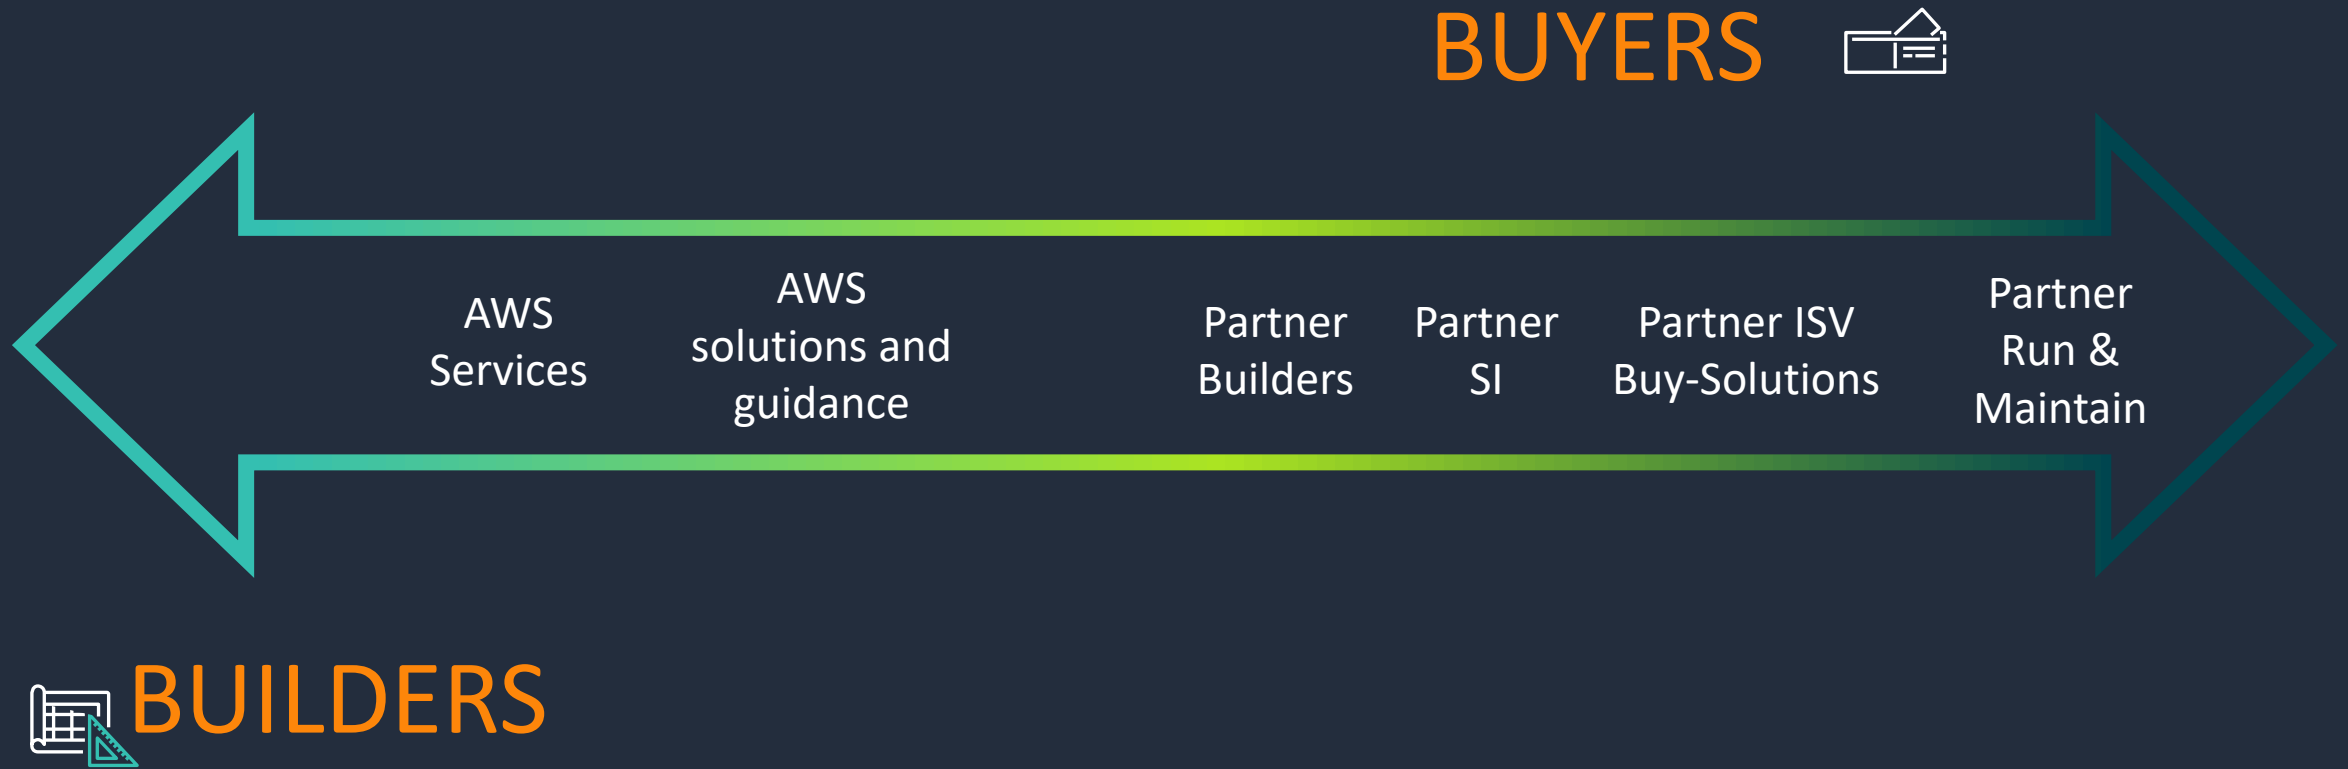 BUYERS
AWS
Services
AWS
solutions and
guidance
Partner
Builders
Partner
SI
Partner ISV
Buy-Solutions
Partner
Run &
Maintain
BUILDERS